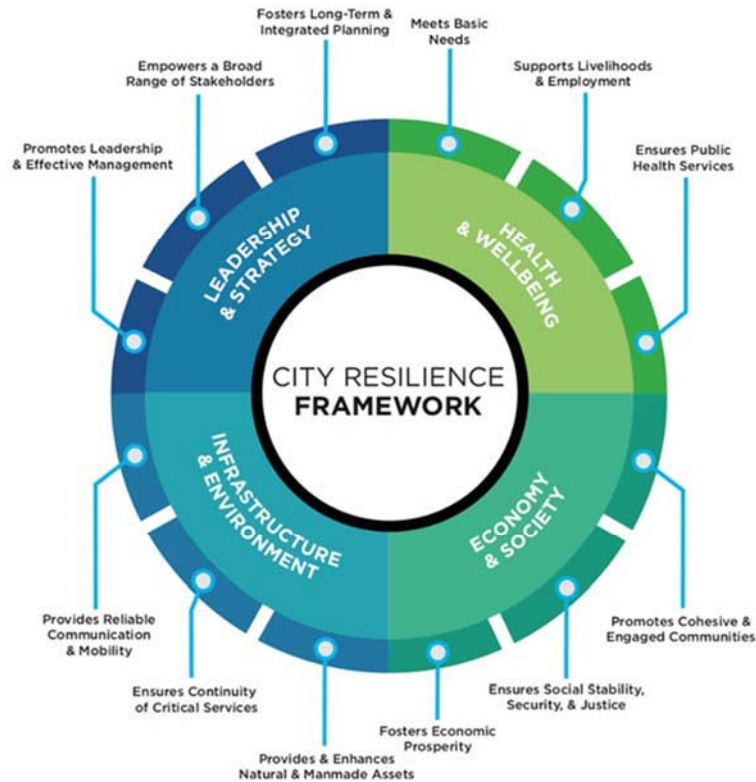 Fosters Long-Term &
Integrated Planning
Meets Basic
Needs
Empowers a Broad
Range of Stakeholders
Supports Livelihoods
& Employment
Promotes Leadership
& Effective Management
Ensures Public
Health Services
LEADERSHIP
& STRATEGY
HEALTH
& WELLBEING
CITY RESILIENCE
FRAMEWORK
INFRASTRUCTURE
& ENVIRONMENT
ECONOMY
& SOCIETY
Provides Reliable
Communication
& Mobility
Promotes Cohesive &
Engaged Communities
Ensures Continuity
of Critical Services
Ensures Social Stability,
Security, & Justice
Fosters Economic
Prosperity
Provides & Enhances
Natural & Manmade Assets